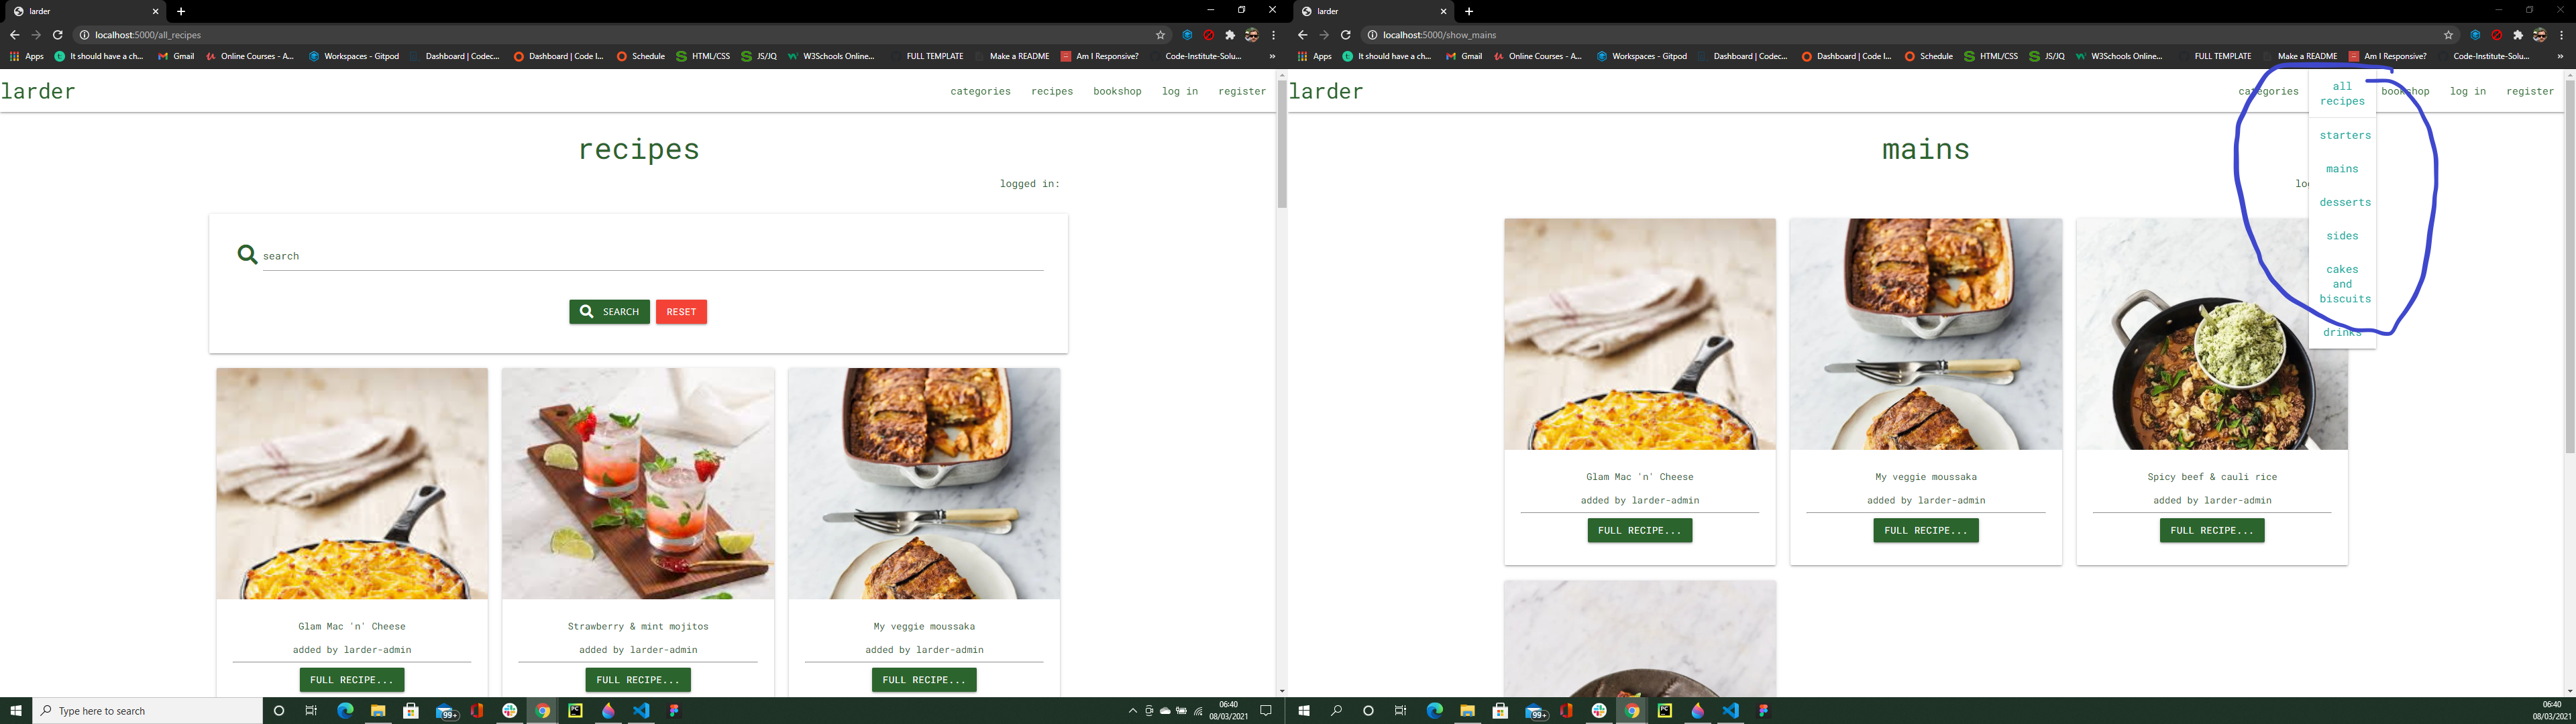 larder
localhost:5000/all_recipes
Apps It should have a ch... Gmail Online Courses - A... Workspaces - Gitpod Dashboard | Codec... Dashboard | Code I... Schedule HTML/CSS JS/JQ W3Schools Online... FULL TEMPLATE Make a README Am I Responsive? Code-Institute-Solu... »
larder categories recipes bookshop log in register
recipes
logged in:
search
SEARCH RESET
Glam Mac 'n' Cheese Strawberry & mint mojitos My veggie moussaka
added by larder-admin added by larder-admin added by larder-admin
FULL RECIPE... FULL RECIPE... FULL RECIPE...
Type here to search
99+
06:40
08/03/2021
larder
localhost:5000/show_mains
Apps It should have a ch... Gmail Online Courses - A... Workspaces - Gitpod Dashboard | Codec... Dashboard | Code I... Schedule HTML/CSS JS/JQ W3Schools Online... FULL TEMPLATE Make a README Am I Responsive? Code-Institute-Solu... »
larder categories bookshop log in register
all
recipes
starters
mains
desserts
sides
cakes
and
biscuits
drinks
mains
Glam Mac 'n' Cheese My veggie moussaka Spicy beef & cauli rice
added by larder-admin added by larder-admin added by larder-admin
FULL RECIPE... FULL RECIPE... FULL RECIPE...
99+
06:40
08/03/2021